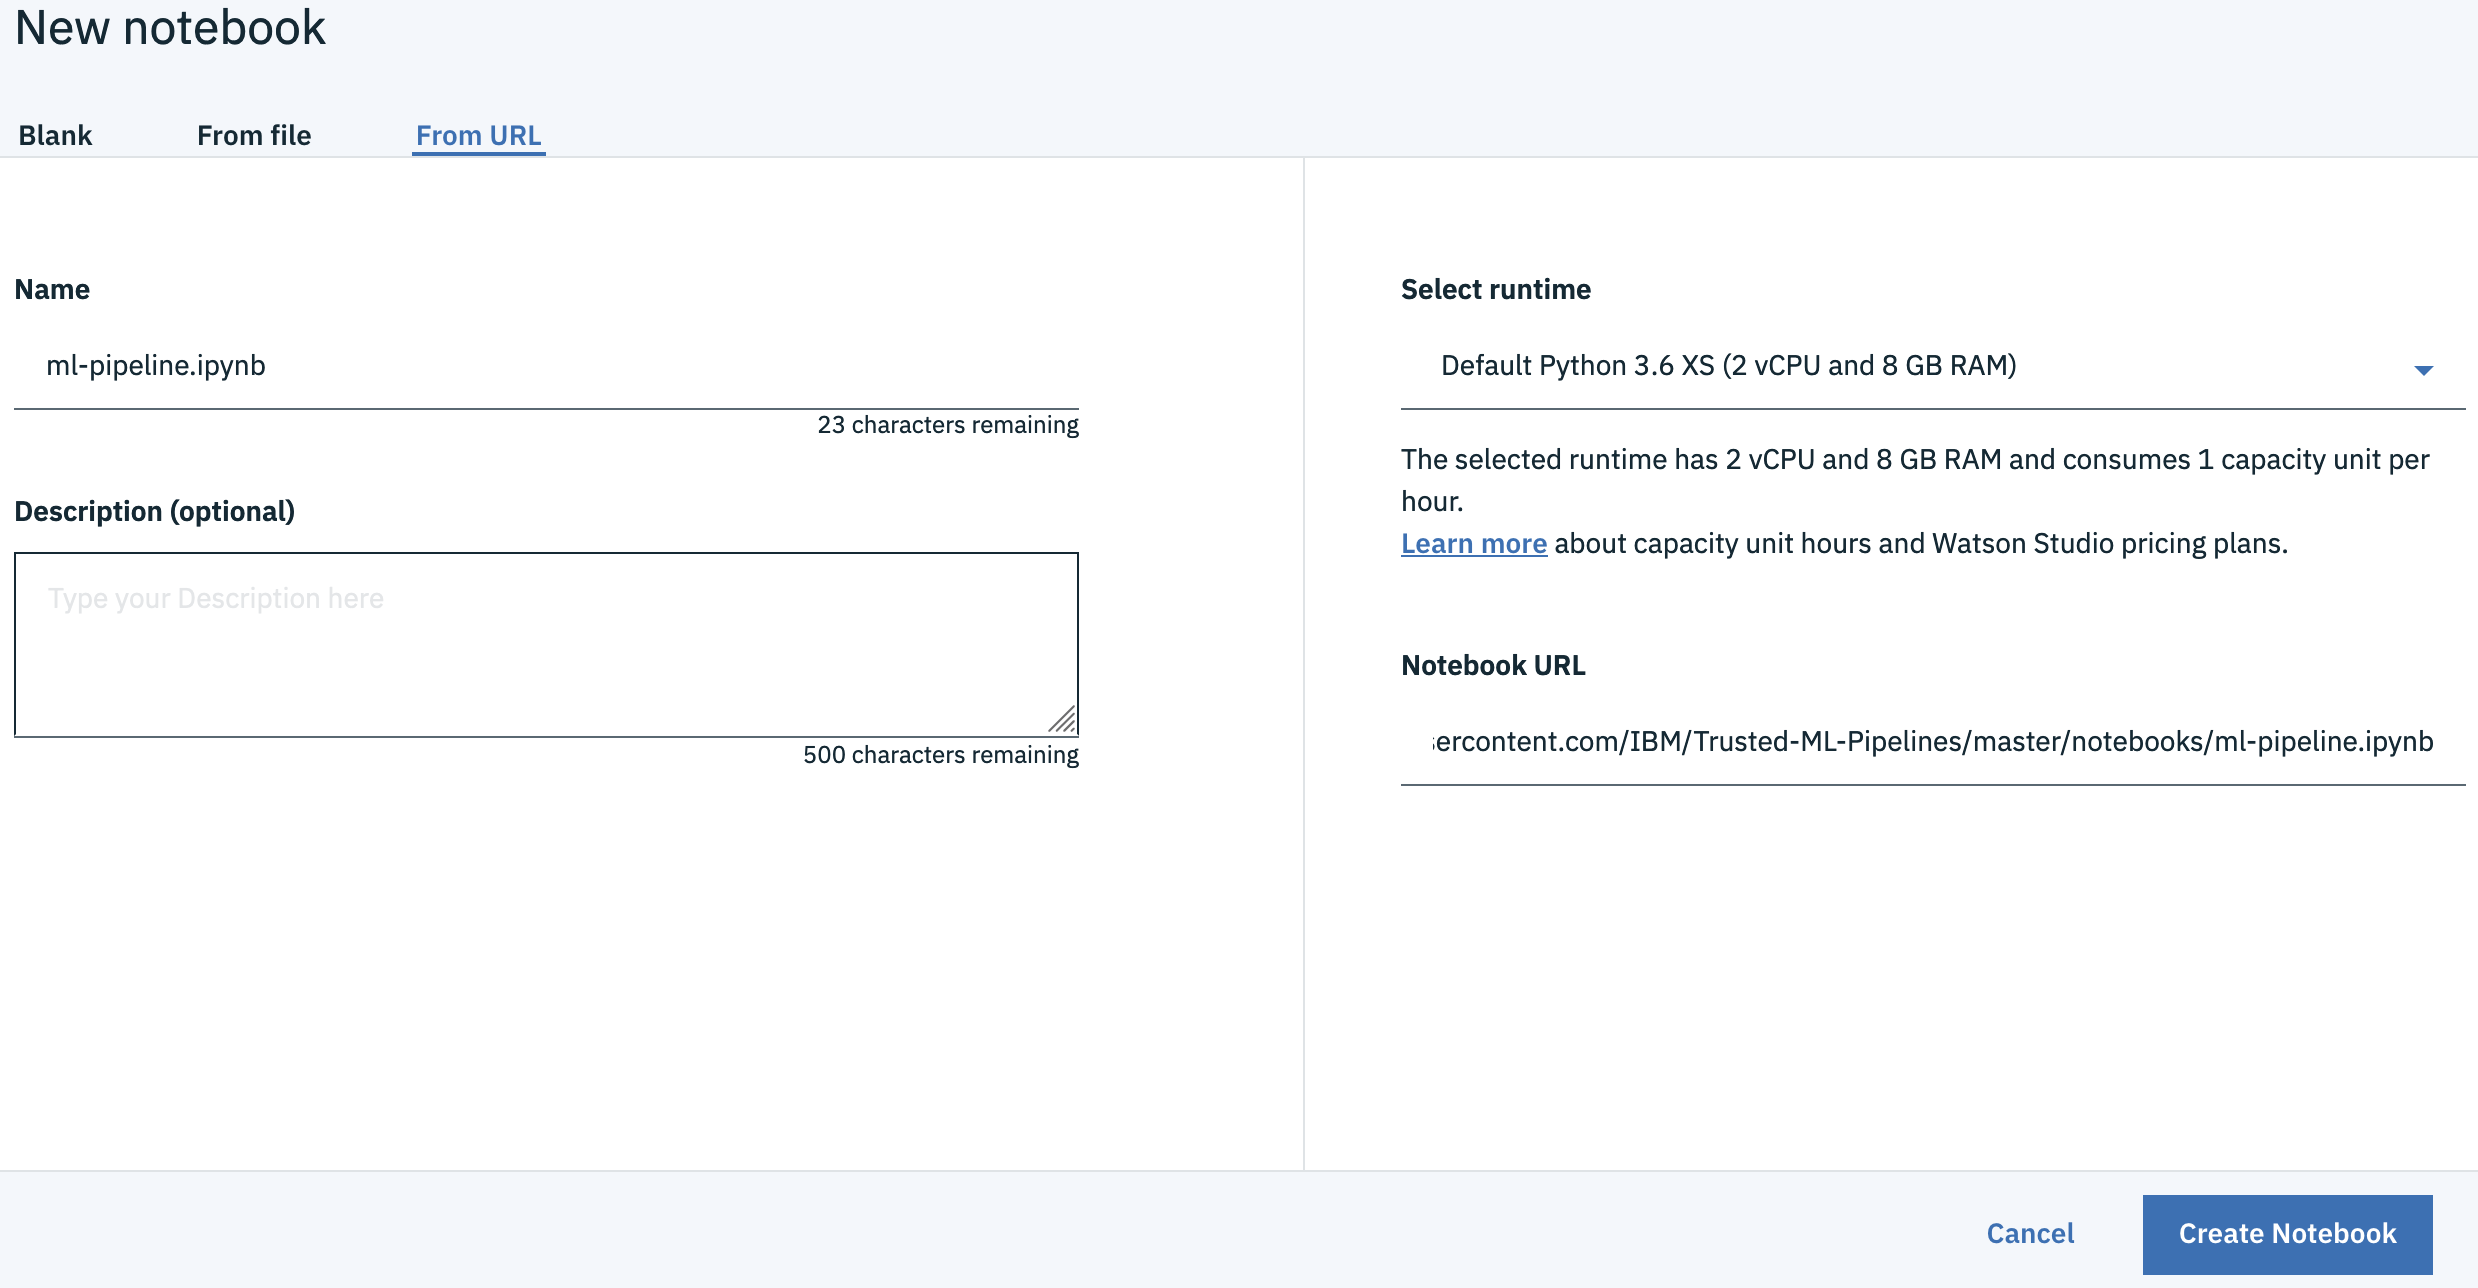 New notebook
Blank
From file
From URL
Name
ml-pipeline.ipynb
23 characters remaining
Description (optional)
Type your Description here
500 characters remaining
Select runtime
Default Python 3.6 XS (2 vCPU and 8 GB RAM)
The selected runtime has 2 vCPU and 8 GB RAM and consumes 1 capacity unit per
hour.
Learn more about capacity unit hours and Watson Studio pricing plans.
Notebook URL
sercontent.com/IBM/Trusted-ML-Pipelines/master/notebooks/ml-pipeline.ipynb
Cancel
Create Notebook